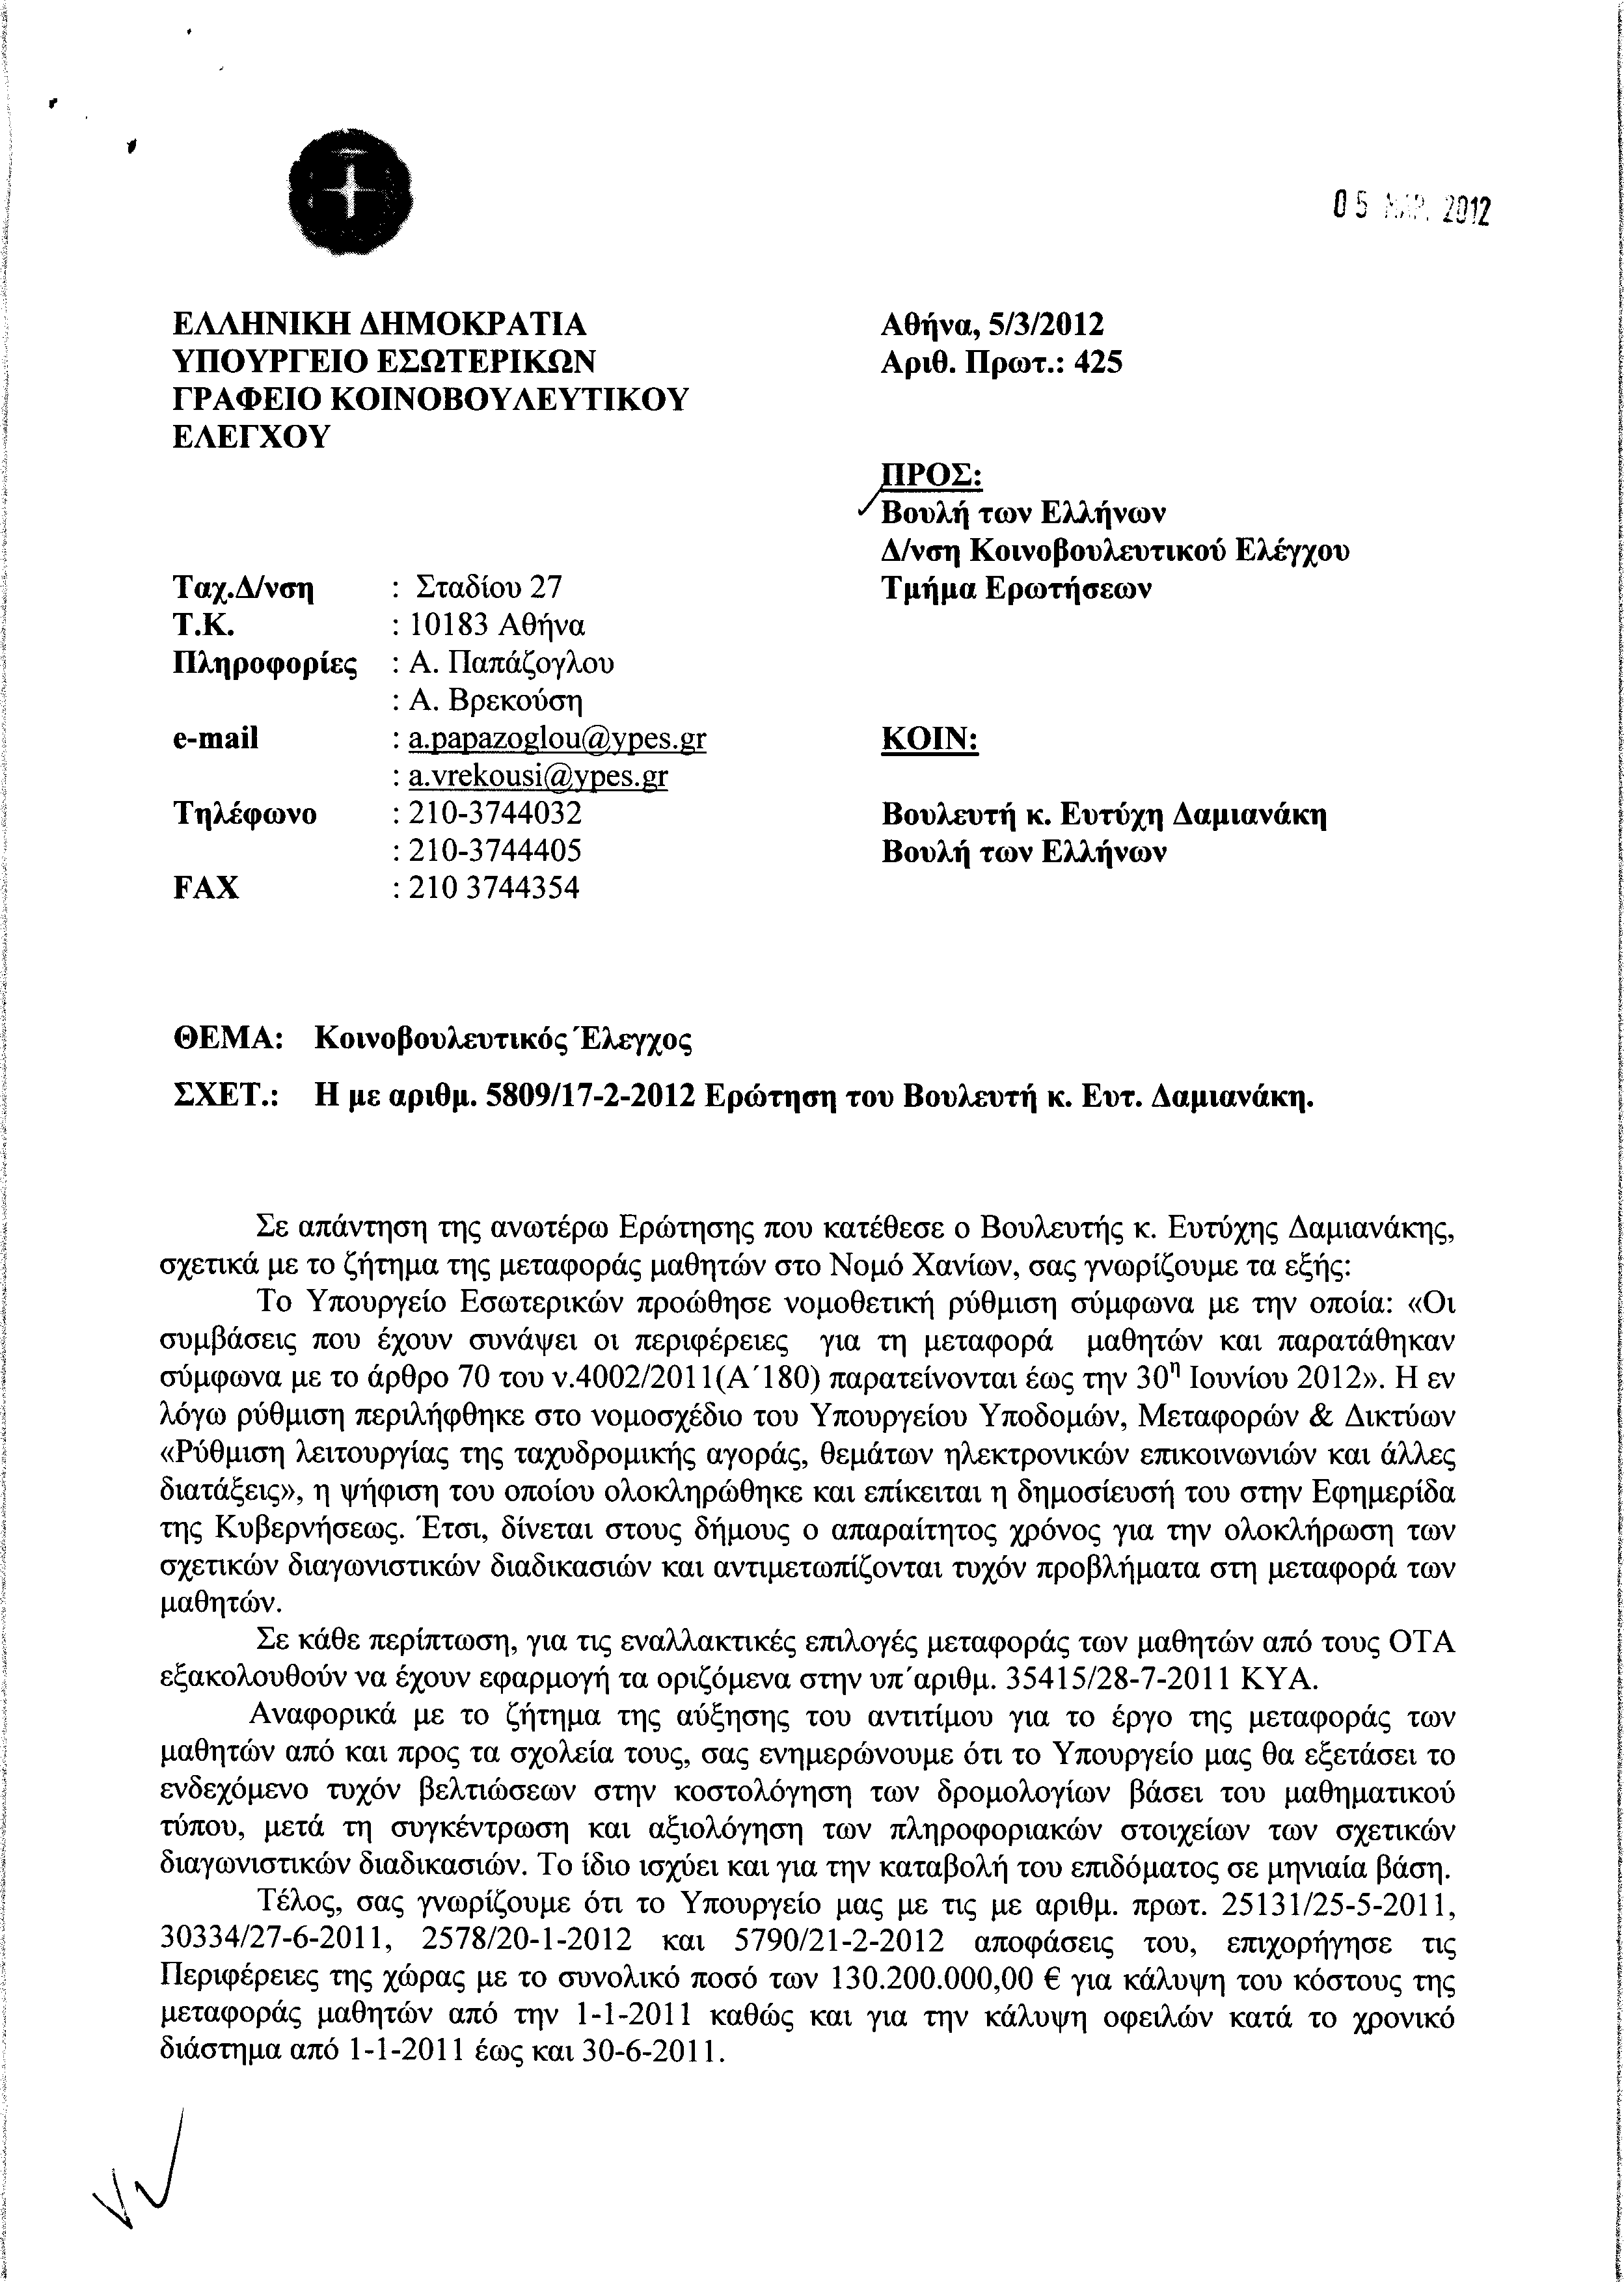 05 ΜΑΡ. 2012
ΕΛΛΗΝΙΚΗ ΔΗΜΟΚΡΑΤΙΑ
ΥΠΟΥΡΓΕΙΟ ΕΣΩΤΕΡΙΚΩΝ
ΓΡΑΦΕΙΟ ΚΟΙΝΟΒΟΥΛΕΥΤΙΚΟΥ
ΕΛΕΓΧΟΥ
Αθήνα, 5/3/2012
Αριθ. Πρωτ.: 425
ΠΡΟΣ:
Βουλή των Ελλήνων
Δ/νση Κοινοβουλευτικού Ελέγχου
Τμήμα Ερωτήσεων
Ταχ.Δ/νση : Σταδίου 27
Τ.Κ. : 10183 Αθήνα
Πληροφορίες : Α. Παπάζογλου
: Α. Βρεκούση
e-mail : a.papazoglou@ypes.gr
: a.vrekousi@ypes.gr
Τηλέφωνο : 210-3744032
: 210-3744405
FAX : 210 3744354
ΚΟΙΝ:
Βουλευτή κ. Ευτύχη Δαμιανάκη
Βουλή των Ελλήνων
ΘΕΜΑ: Κοινοβουλευτικός Έλεγχος
ΣΧΕΤ.: Η με αριθμ. 5809/17-2-2012 Ερώτηση του Βουλευτή κ. Ευτ. Δαμιανάκη.
Σε απάντηση της ανωτέρω Ερώτησης που κατέθεσε ο Βουλευτής κ. Ευτύχης Δαμιανάκης,
σχετικά με το ζήτημα της μεταφοράς μαθητών στο Νομό Χανίων, σας γνωρίζουμε τα εξής:
Το Υπουργείο Εσωτερικών προώθησε νομοθετική ρύθμιση σύμφωνα με την οποία: «Οι
συμβάσεις που έχουν συνάψει οι περιφέρειες για τη μεταφορά μαθητών και παρατάθηκαν
σύμφωνα με το άρθρο 70 του ν.4002/2011(Α΄180) παρατείνονται έως την 30η Ιουνίου 2012». Η εν
λόγω ρύθμιση περιλήφθηκε στο νομοσχέδιο του Υπουργείου Υποδομών, Μεταφορών & Δικτύων
«Ρύθμιση λειτουργίας της ταχυδρομικής αγοράς, θεμάτων ηλεκτρονικών επικοινωνιών και άλλες
διατάξεις», η ψήφιση του οποίου ολοκληρώθηκε και επίκειται η δημοσίευσή του στην Εφημερίδα
της Κυβερνήσεως. Έτσι, δίνεται στους δήμους ο απαραίτητος χρόνος για την ολοκλήρωση των
σχετικών διαγωνιστικών διαδικασιών και αντιμετωπίζονται τυχόν προβλήματα στη μεταφορά των
μαθητών.
Σε κάθε περίπτωση, για τις εναλλακτικές επιλογές μεταφοράς των μαθητών από τους ΟΤΑ
εξακολουθούν να έχουν εφαρμογή τα οριζόμενα στην υπ΄αριθμ. 35415/28-7-2011 ΚΥΑ.
Αναφορικά με το ζήτημα της αύξησης του αντιτίμου για το έργο της μεταφοράς των
μαθητών από και προς τα σχολεία τους, σας ενημερώνουμε ότι το Υπουργείο μας θα εξετάσει το
ενδεχόμενο τυχόν βελτιώσεων στην κοστολόγηση των δρομολογίων βάσει του μαθηματικού
τύπου, μετά τη συγκέντρωση και αξιολόγηση των πληροφοριακών στοιχείων των σχετικών
διαγωνιστικών διαδικασιών. Το ίδιο ισχύει και για την καταβολή του επιδόματος σε μηνιαία βάση.
Τέλος, σας γνωρίζουμε ότι το Υπουργείο μας με τις με αριθμ. πρωτ. 25131/25-5-2011,
30334/27-6-2011, 2578/20-1-2012 και 5790/21-2-2012 αποφάσεις του, επιχορήγησε τις
Περιφέρειες της χώρας με το συνολικό ποσό των 130.200.000,00 € για κάλυψη του κόστους της
μεταφοράς μαθητών από την 1-1-2011 καθώς και για την κάλυψη οφειλών κατά το χρονικό
διάστημα από 1-1-2011 έως και 30-6-2011.